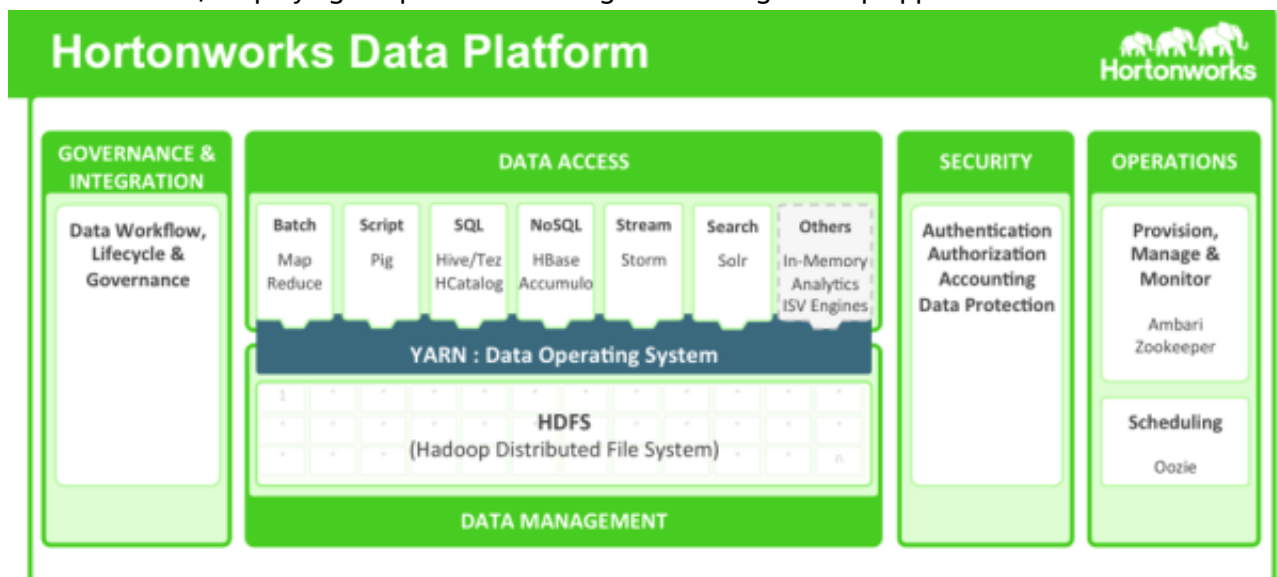 Hortonworks Data Platform
Hortonworks
GOVERNANCE &
INTEGRATION
Data Workflow,
Lifecycle &
Governance
DATA ACCESS
Batch
Map
Reduce
Script
Pig
SQL
Hive/Tez
HCatalog
NoSQL
HBase
Accumulo
Stream
Storm
Search
Solr
Others
In-Memory
Analytics
ISV Engines
YARN : Data Operating System
1
HDFS
(Hadoop Distributed File System)
n
DATA MANAGEMENT
SECURITY
Authentication
Authorization
Accounting
Data Protection
OPERATIONS
Provision,
Manage &
Monitor
Ambari
Zookeeper
Scheduling
Oozie